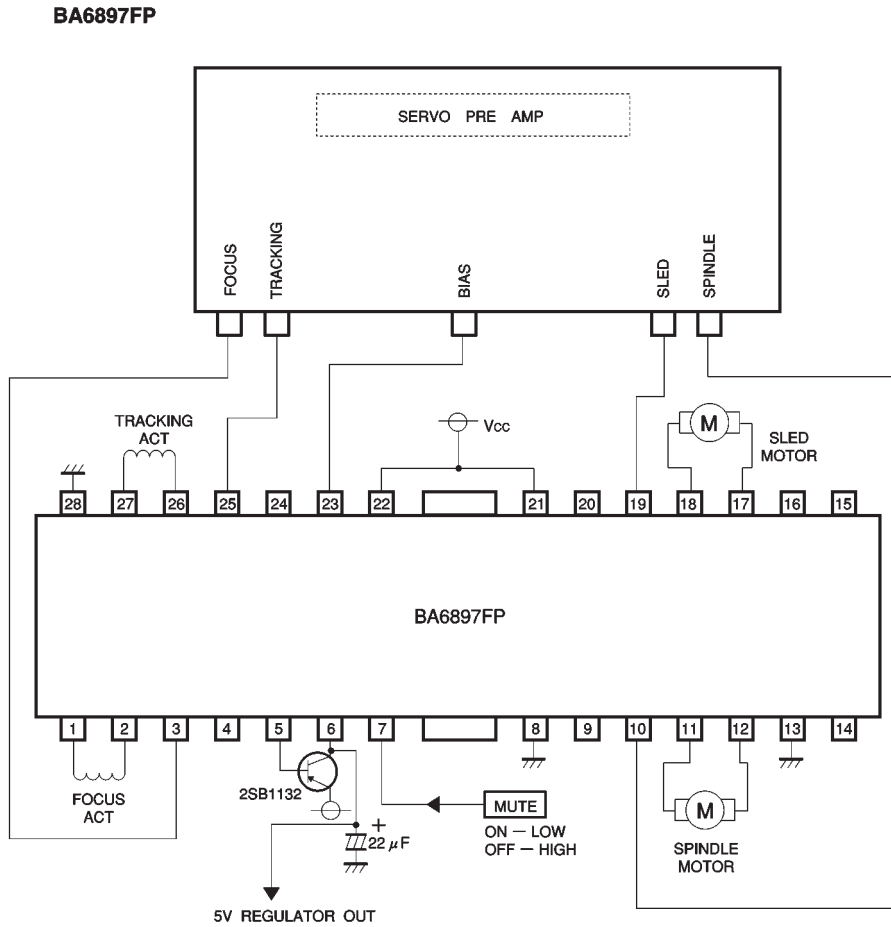 BA6897FP
SERVO PRE AMP
FOCUS
TRACKING
BIAS
SLED
SPINDLE
TRACKING
ACT
Vcc
M
SLED
MOTOR
28 27 26 25 24 23 22 21 20 19 18 17 16 15
BA6897FP
1 2 3 4 5 6 7 8 9 10 11 12 13 14
FOCUS
ACT
2SB1132
+
22 μF
MUTE
ON — LOW
OFF — HIGH
M
SPINDLE
MOTOR
5V REGULATOR OUT